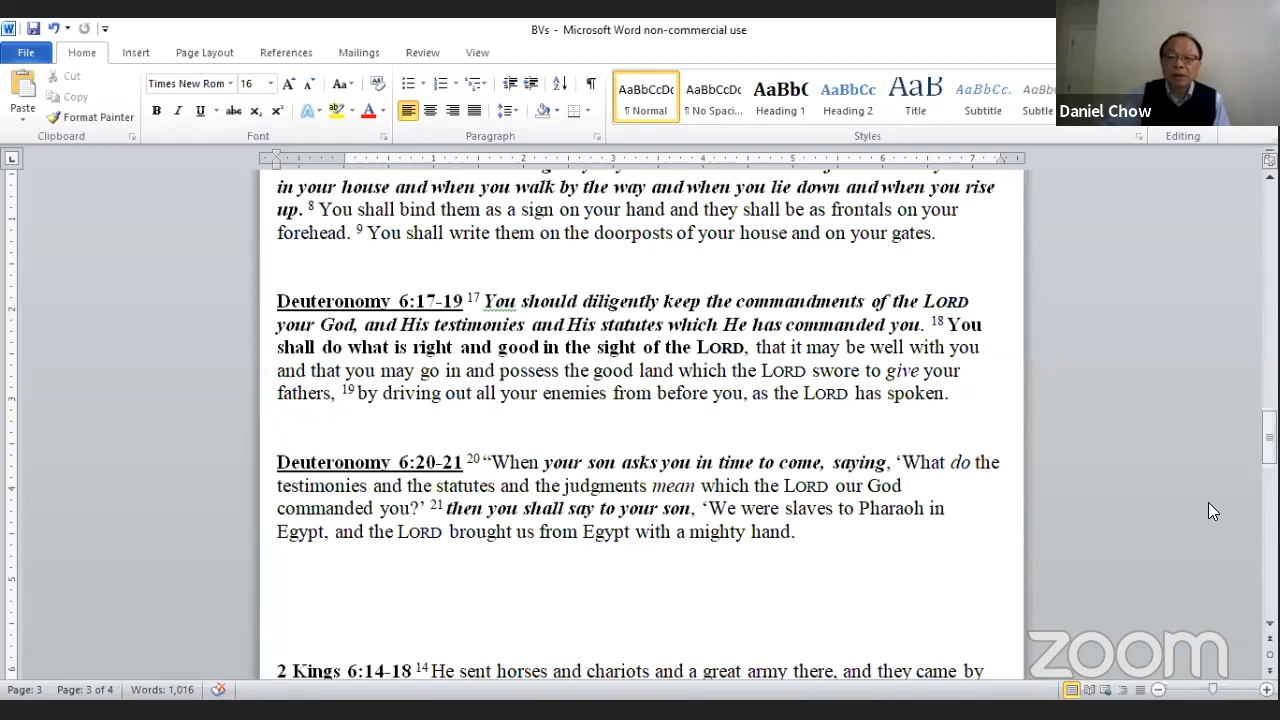 BVs - Microsoft Word non-commercial use
File Home Insert Page Layout References Mailings Review View
Cut
Copy
Format Painter
Paste
Times New Rom 16
AaBbCcDc AaBbCcDc AaBbC AaBbCc AaB AaBbCc.
¶ Normal ¶ No Spaci... Heading 1 Heading 2 Title Subtitle Subtle
Clipboard Font Paragraph Styles Editing
Daniel Chow
1 2 3 4 5 6 7
in your house and when you walk by the way and when you lie down and when you rise
up. 8 You shall bind them as a sign on your hand and they shall be as frontals on your
forehead. 9 You shall write them on the doorposts of your house and on your gates.
Deuteronomy 6:17-19 17 You should diligently keep the commandments of the LORD
your God, and His testimonies and His statutes which He has commanded you. 18 You
shall do what is right and good in the sight of the LORD, that it may be well with you
and that you may go in and possess the good land which the LORD swore to give your
fathers, 19 by driving out all your enemies from before you, as the LORD has spoken.
Deuteronomy 6:20-21 20 “When your son asks you in time to come, saying, ‘What do the
testimonies and the statutes and the judgments mean which the LORD our God
commanded you?’ 21 then you shall say to your son, ‘We were slaves to Pharaoh in
Egypt, and the LORD brought us from Egypt with a mighty hand.
2 Kings 6:14-18 14 He sent horses and chariots and a great army there, and they came by
zoom
Page: 3 Page: 3 of 4 Words: 1,016